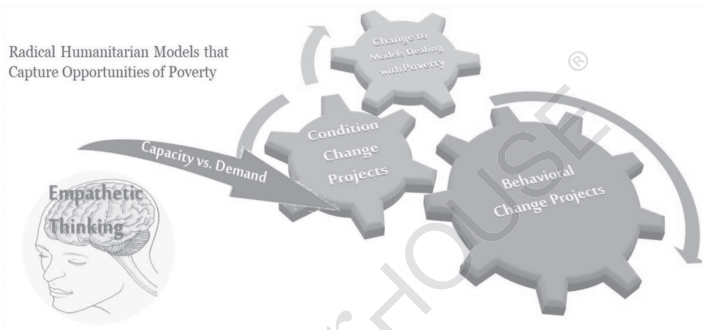 Radical Humanitarian Models that
Capture Opportunities of Poverty
Change to
Models Dealing
with Poverty
Capacity vs. Demand
Condition
Change
Projects
Behavioral
Change Projects
Empathetic
Thinking
HOUSE®